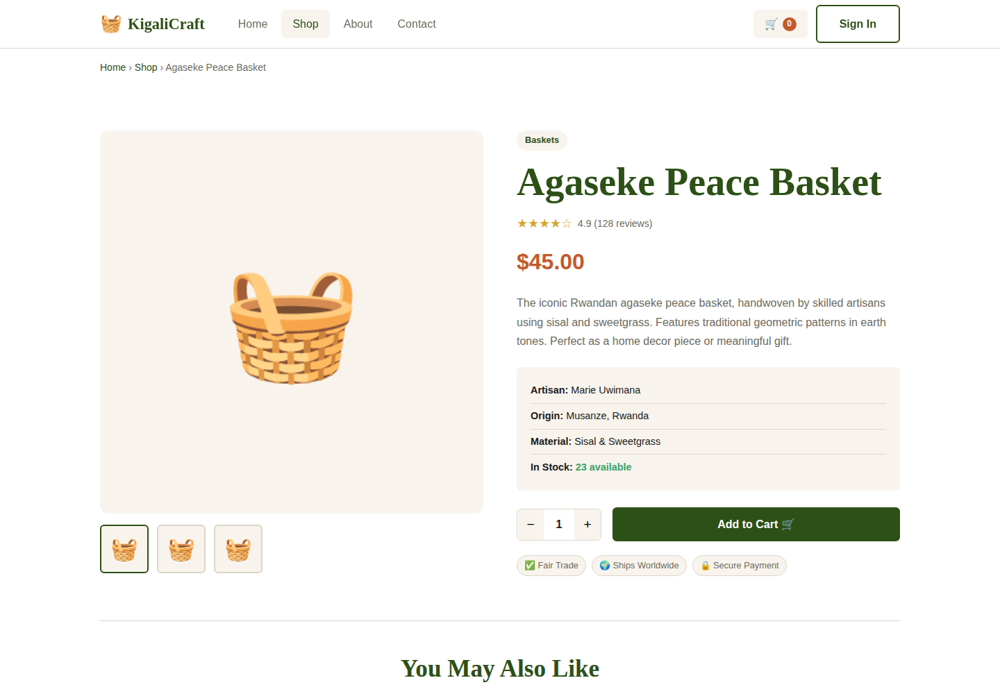 KigaliCraft
Home
Shop
About
Contact
0
Sign In
Home › Shop › Agaseke Peace Basket
Baskets
Agaseke Peace Basket
★★★★☆ 4.9 (128 reviews)
$45.00
The iconic Rwandan agaseke peace basket, handwoven by skilled artisans
using sisal and sweetgrass. Features traditional geometric patterns in earth
tones. Perfect as a home decor piece or meaningful gift.
Artisan: Marie Uwimana
Origin: Musanze, Rwanda
Material: Sisal & Sweetgrass
In Stock: 23 available
− 1 +
Add to Cart 🛒
✅ Fair Trade
🌍 Ships Worldwide
🔒 Secure Payment
You May Also Like